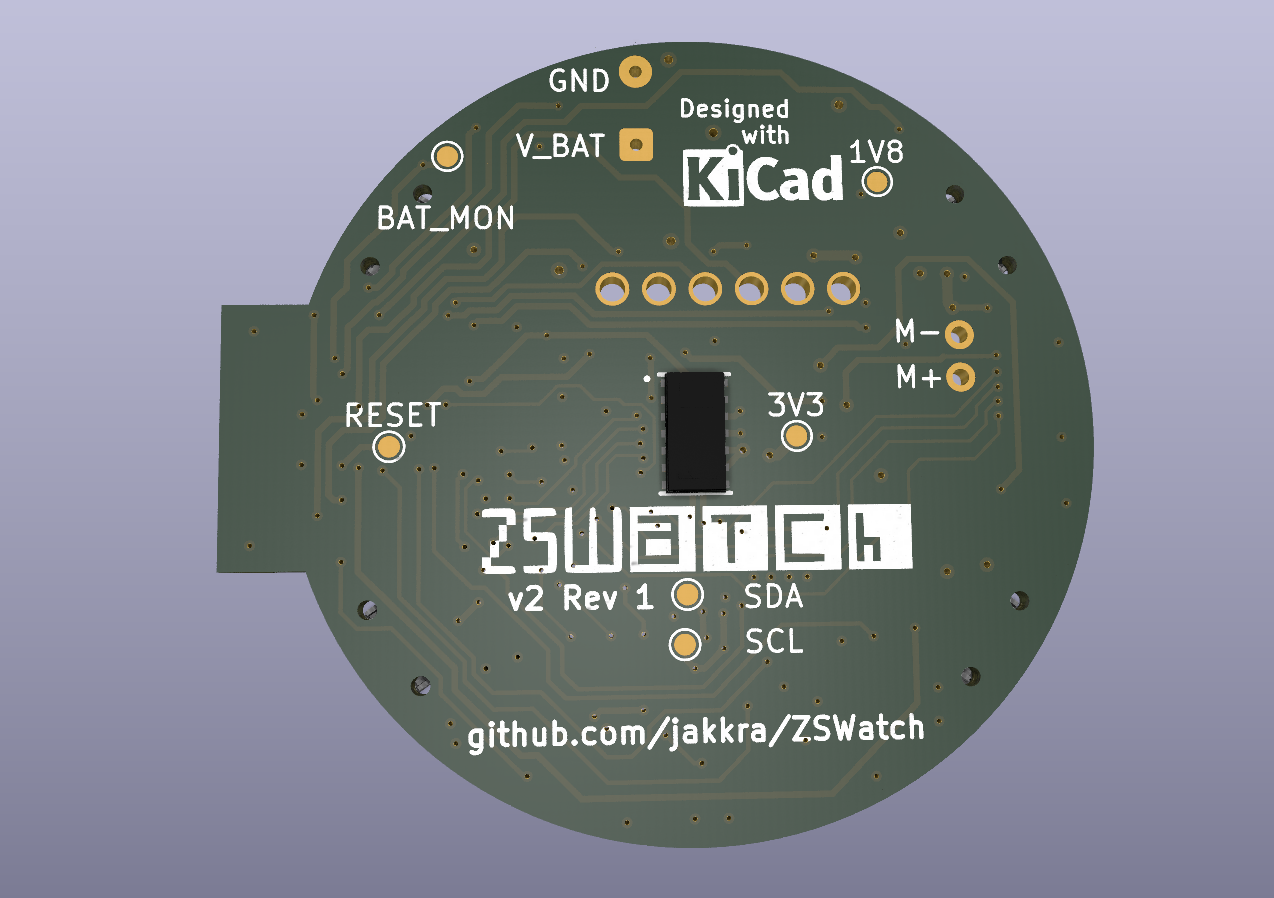 GND
Designed
with
V_BAT
1V8
KiCad
BAT_MON
M-
M+
3V3
RESET
ZSWatch
v2 Rev 1
SDA
SCL
github.com/jakkra/ZSWatch